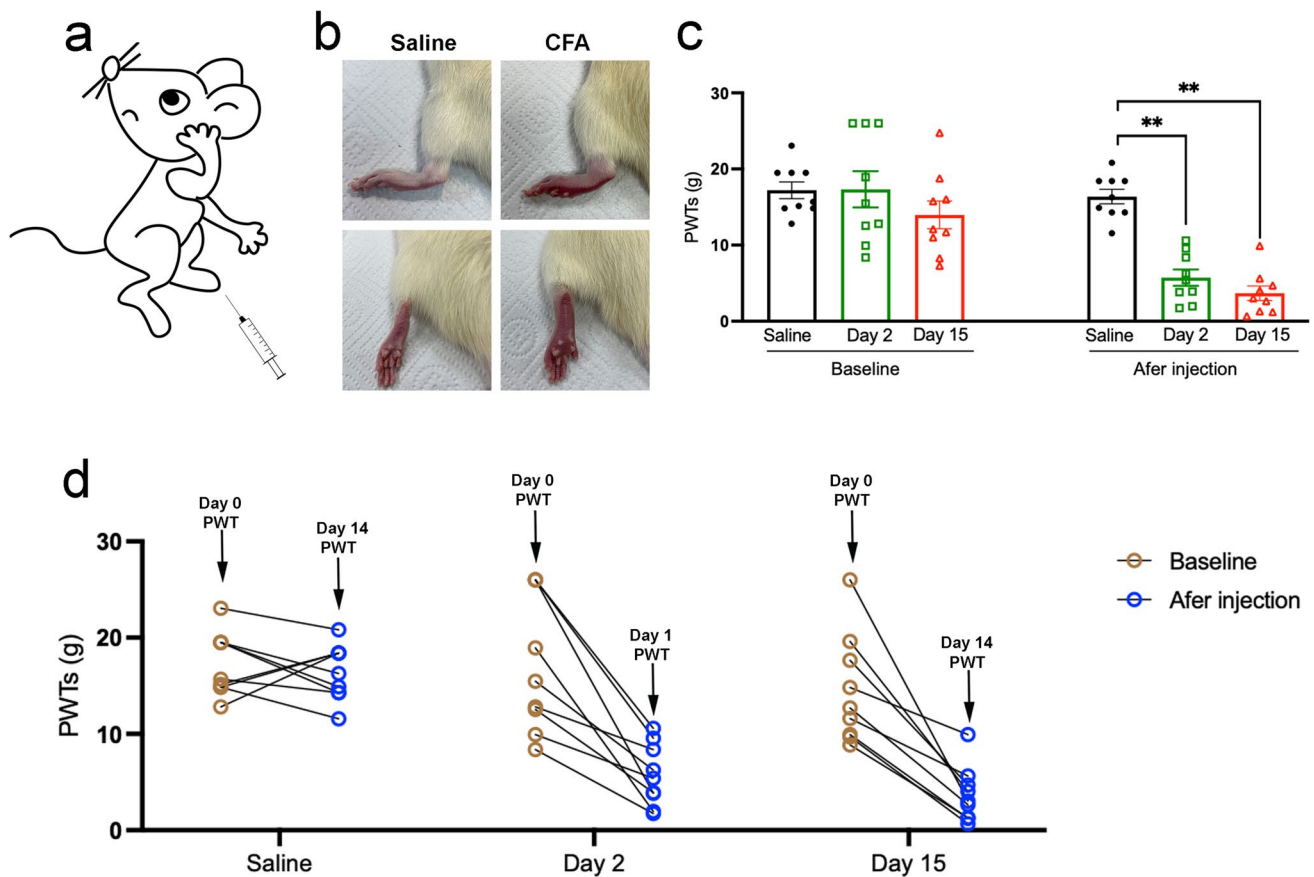 a
b
Saline CFA
c
30
20
10
0
PWTs (g)
**
**
Saline Day 2 Day 15 Saline Day 2 Day 15
Baseline Afer injection
d
Day 0
PWT
Day 14
PWT
Day 0
PWT
Day 1
PWT
Day 0
PWT
Day 14
PWT
30
20
10
0
PWTs (g)
Saline Day 2 Day 15
Baseline
Afer injection